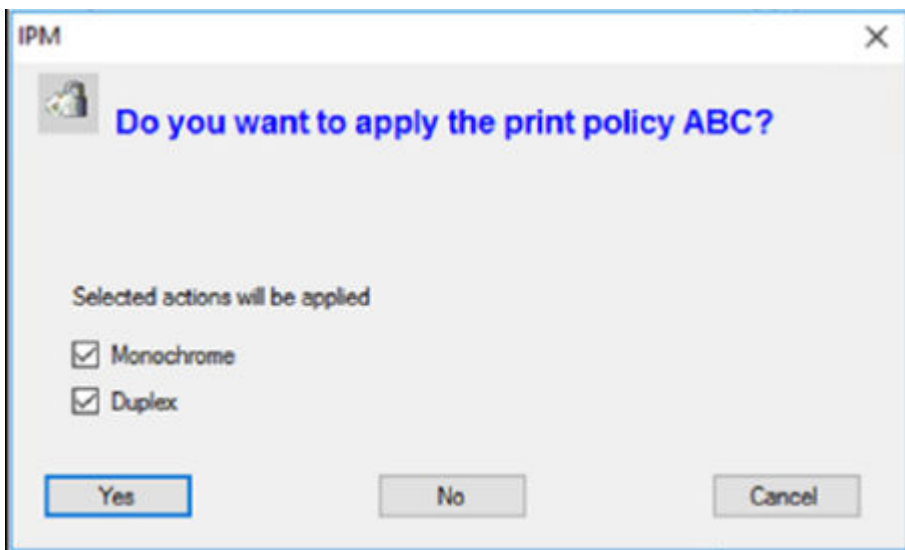 IPM
Do you want to apply the print policy ABC?
Selected actions will be applied
Monochrome
Duplex
Yes No Cancel